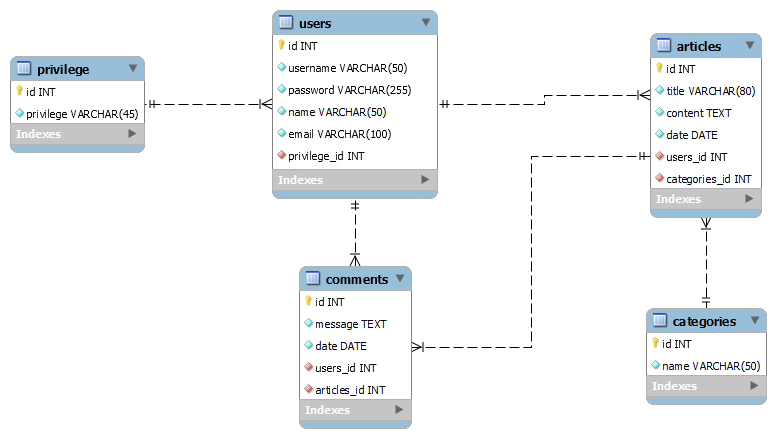 privilege
id INT
privilege VARCHAR(45)
Indexes
users
id INT
username VARCHAR(50)
password VARCHAR(255)
name VARCHAR(50)
email VARCHAR(100)
privilege_id INT
Indexes
articles
id INT
title VARCHAR(80)
content TEXT
date DATE
users_id INT
categories_id INT
Indexes
comments
id INT
message TEXT
date DATE
users_id INT
articles_id INT
Indexes
categories
id INT
name VARCHAR(50)
Indexes